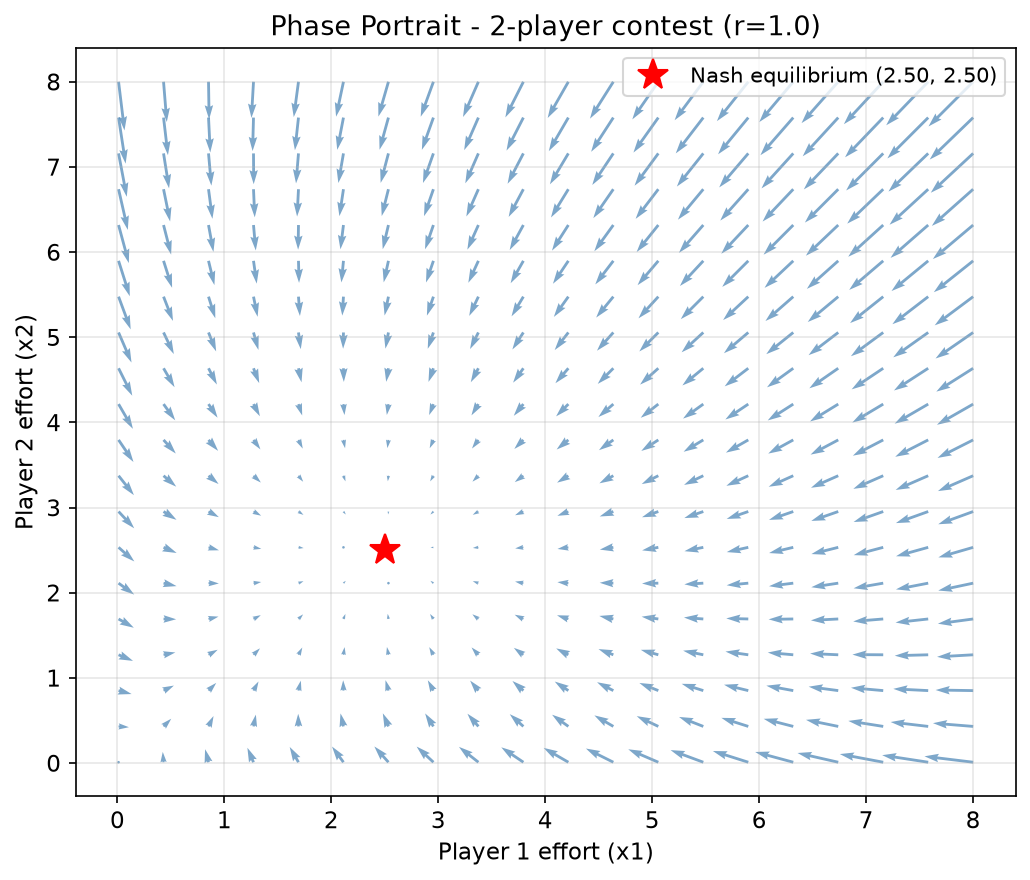 Phase Portrait - 2-player contest (r=1.0)
Nash equilibrium (2.50, 2.50)
8
7
6
5
4
3
2
1
0
Player 2 effort (x2)
0 1 2 3 4 5 6 7 8
Player 1 effort (x1)